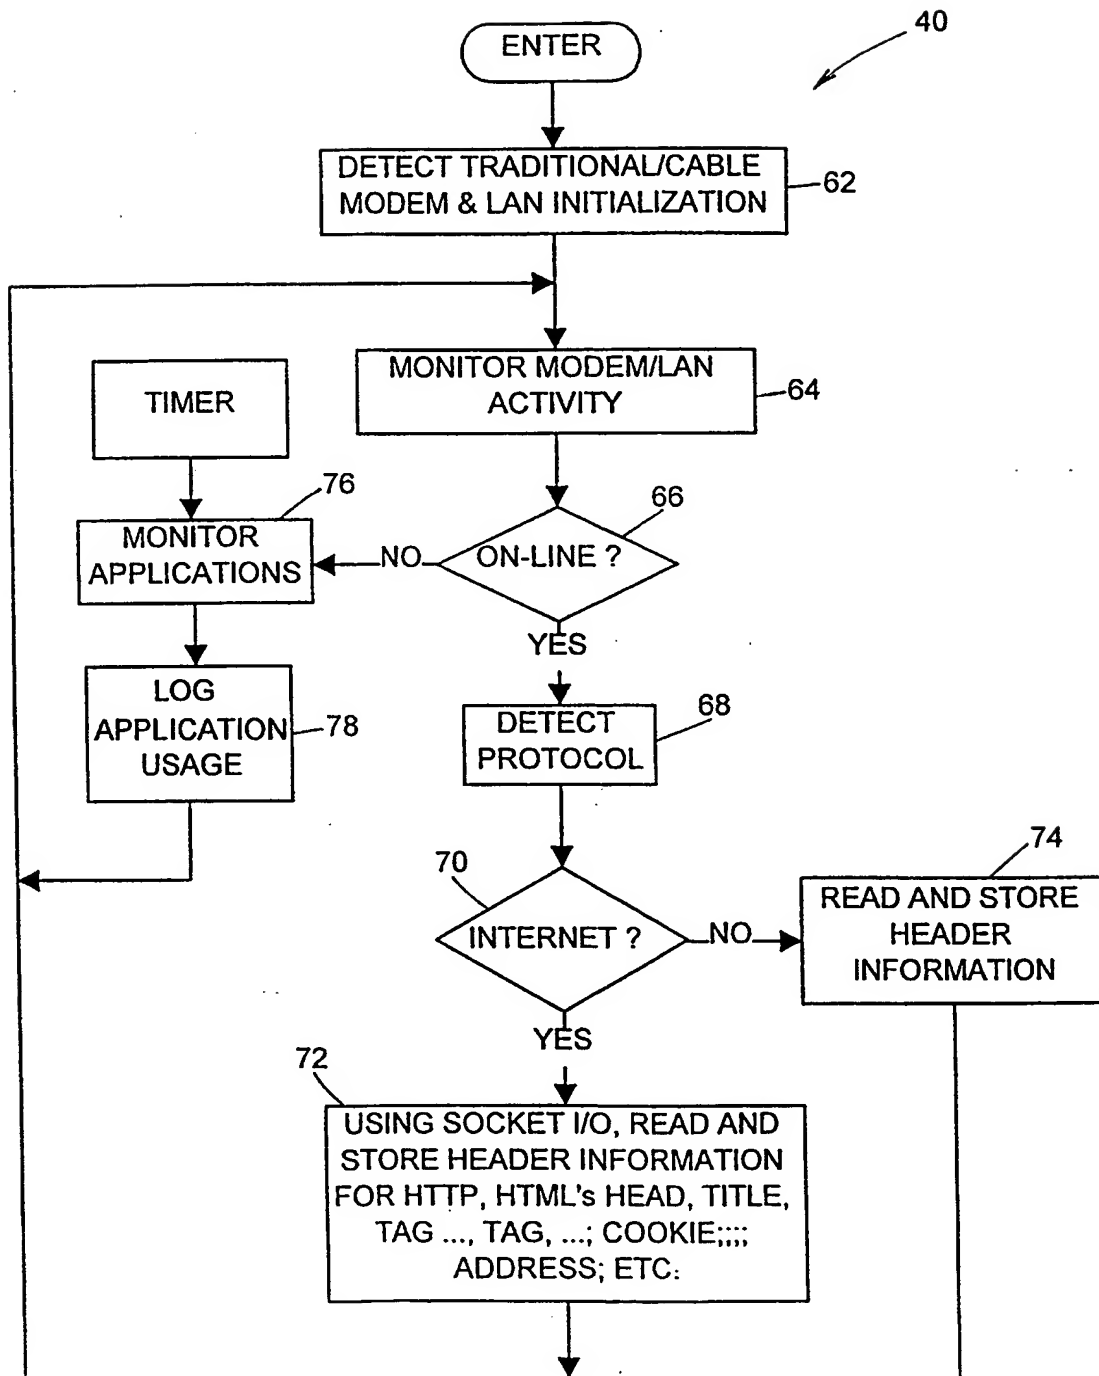 40
ENTER
DETECT TRADITIONAL/CABLE
MODEM & LAN INITIALIZATION
62
MONITOR MODEM/LAN
ACTIVITY
64
TIMER
76
MONITOR
APPLICATIONS
NO
ON-LINE ?
66
YES
LOG
APPLICATION
USAGE
78
DETECT
PROTOCOL
68
70
INTERNET ?
NO
74
READ AND STORE
HEADER
INFORMATION
YES
72
USING SOCKET I/O, READ AND
STORE HEADER INFORMATION
FOR HTTP, HTML's HEAD, TITLE,
TAG ..., TAG, ...; COOKIE;;;;
ADDRESS; ETC.